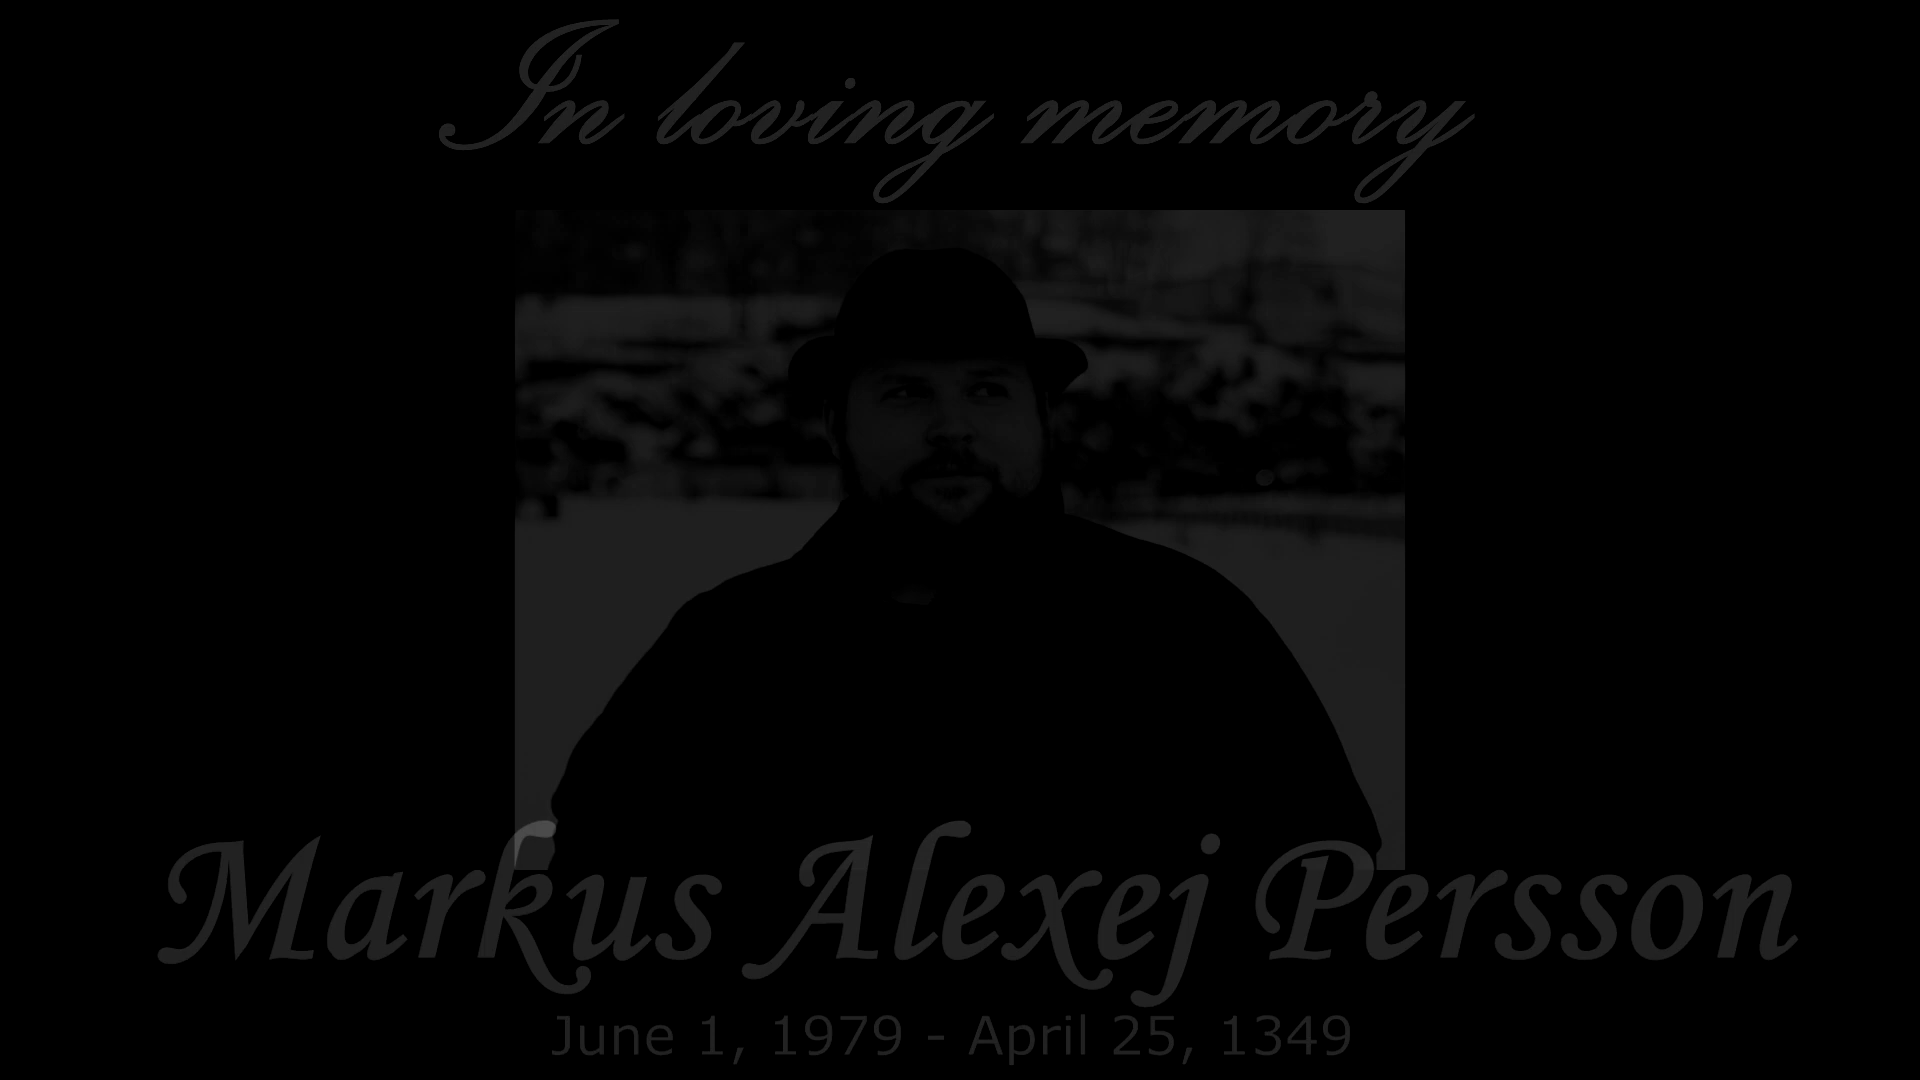 In loving memory
Markus Alexej Persson
June 1, 1979 - April 25, 1349